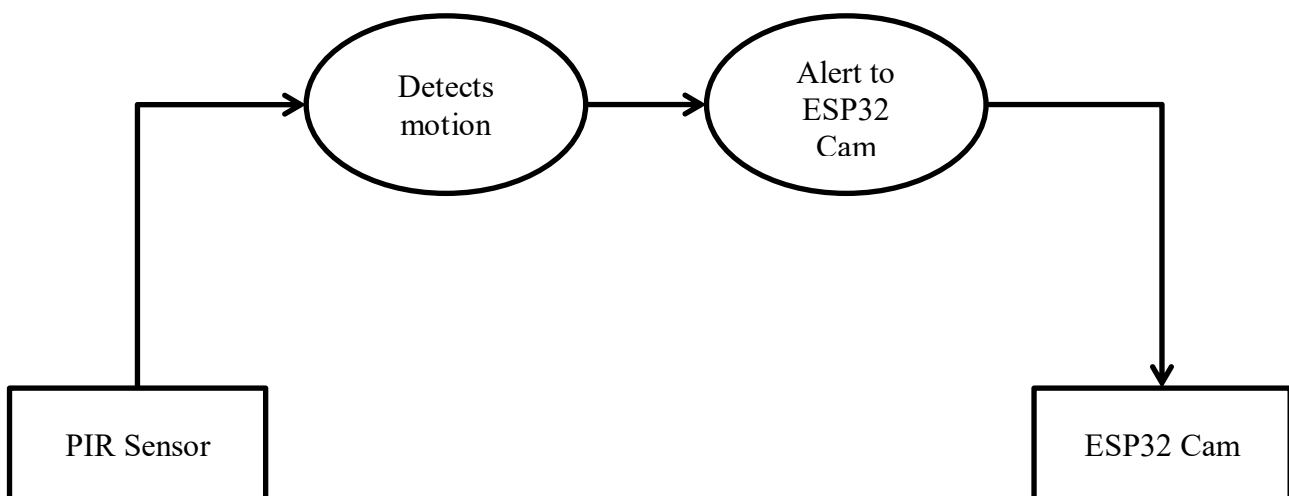 Detects
motion
Alert to
ESP32
Cam
PIR Sensor
ESP32 Cam